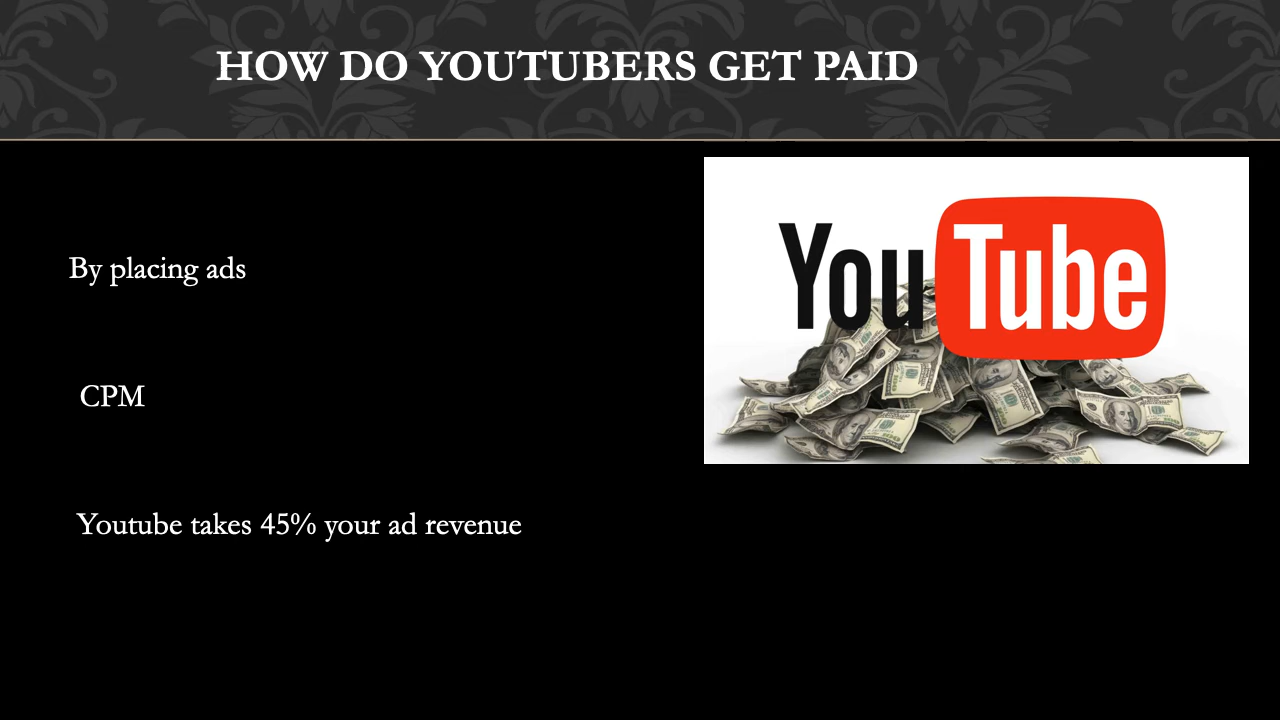 HOW DO YOUTUBERS GET PAID
By placing ads
CPM
Youtube takes 45% your ad revenue
YouTube